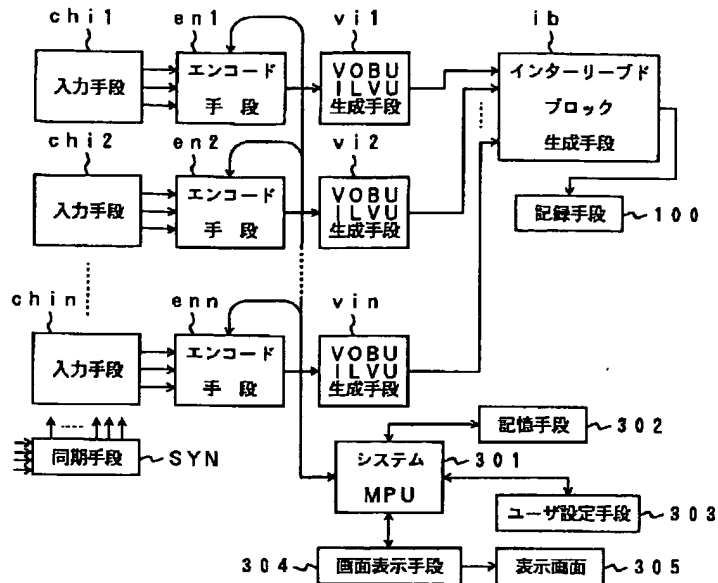 chi1
en1
vi1
ib
入力手段
エンコード
手段
VOBU
ILVU
生成手段
インターリーブド
ブロック
生成手段
chi2
en2
vi2
入力手段
エンコード
手段
VOBU
ILVU
生成手段
記録手段
100
chin
enn
vin
入力手段
エンコード
手段
VOBU
ILVU
生成手段
同期手段
SYN
システム
MPU
301
記憶手段
302
ユーザ設定手段
303
304
画面表示手段
表示画面
305